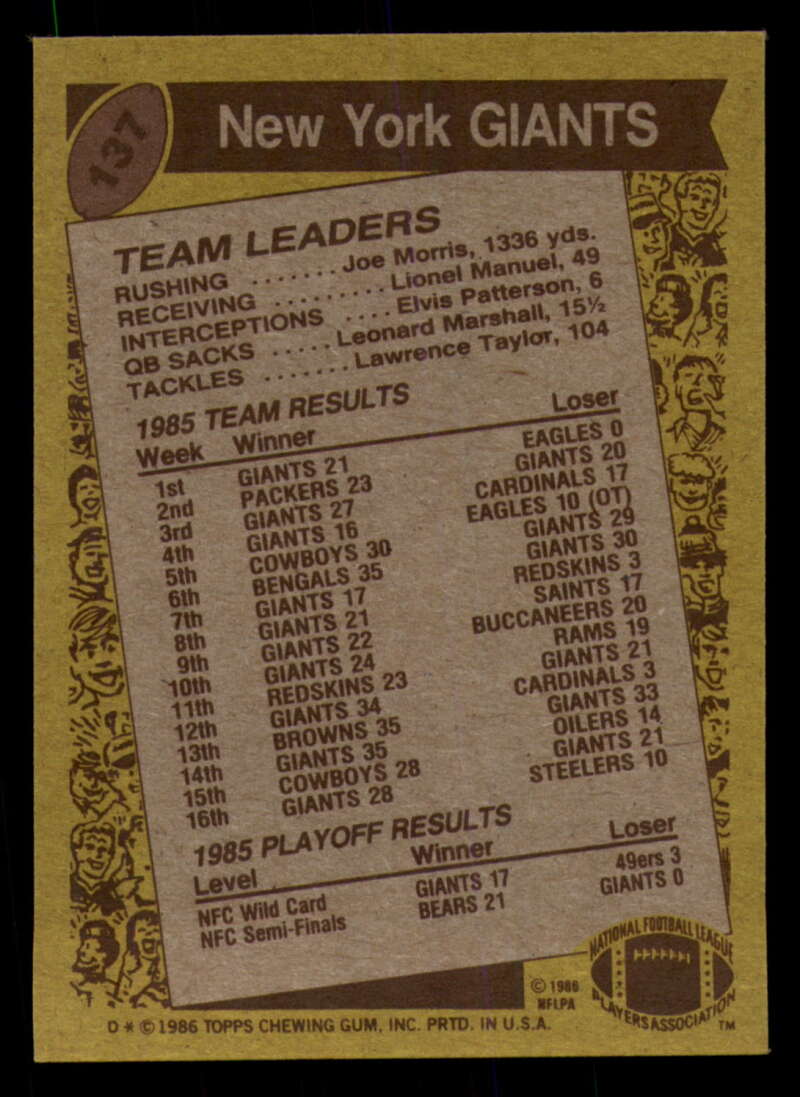 137
New York GIANTS
TEAM LEADERS
RUSHING ....... Joe Morris, 1336 yds.
RECEIVING ......... Lionel Manuel, 49
INTERCEPTIONS .... Elvis Patterson, 6
QB SACKS ..... Leonard Marshall, 15½
TACKLES ....... Lawrence Taylor, 104
1985 TEAM RESULTS
Week Winner Loser
1st GIANTS 21 EAGLES 0
2nd PACKERS 23 GIANTS 20
3rd GIANTS 27 CARDINALS 17
4th GIANTS 16 EAGLES 10 (OT)
5th COWBOYS 30 GIANTS 29
6th BENGALS 35 GIANTS 30
7th GIANTS 17 REDSKINS 3
8th GIANTS 21 SAINTS 17
9th GIANTS 22 BUCCANEERS 20
10th GIANTS 24 RAMS 19
11th REDSKINS 23 GIANTS 21
12th GIANTS 34 CARDINALS 3
13th BROWNS 35 GIANTS 33
14th GIANTS 35 OILERS 14
15th COWBOYS 28 GIANTS 21
16th GIANTS 28 STEELERS 10
1985 PLAYOFF RESULTS
Level Winner Loser
NFC Wild Card GIANTS 17 49ers 3
NFC Semi-Finals BEARS 21 GIANTS 0
NATIONAL FOOTBALL LEAGUE
PLAYERS ASSOCIATION
TM
© 1986
NFLPA
D * © 1986 TOPPS CHEWING GUM, INC. PRTD. IN U.S.A.